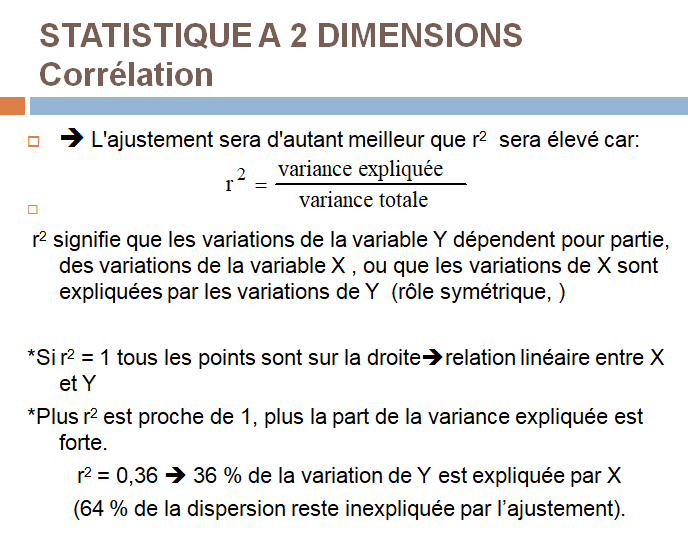 STATISTIQUE A 2 DIMENSIONS
Corrélation
➔ L'ajustement sera d'autant meilleur que r² sera élevé car:
r² = variance expliquée / variance totale
r² signifie que les variations de la variable Y dépendent pour partie,
des variations de la variable X , ou que les variations de X sont
expliquées par les variations de Y (rôle symétrique, )
*Si r² = 1 tous les points sont sur la droite➔relation linéaire entre X
et Y
*Plus r² est proche de 1, plus la part de la variance expliquée est
forte.
r² = 0,36 ➔ 36 % de la variation de Y est expliquée par X
(64 % de la dispersion reste inexpliquée par l’ajustement).